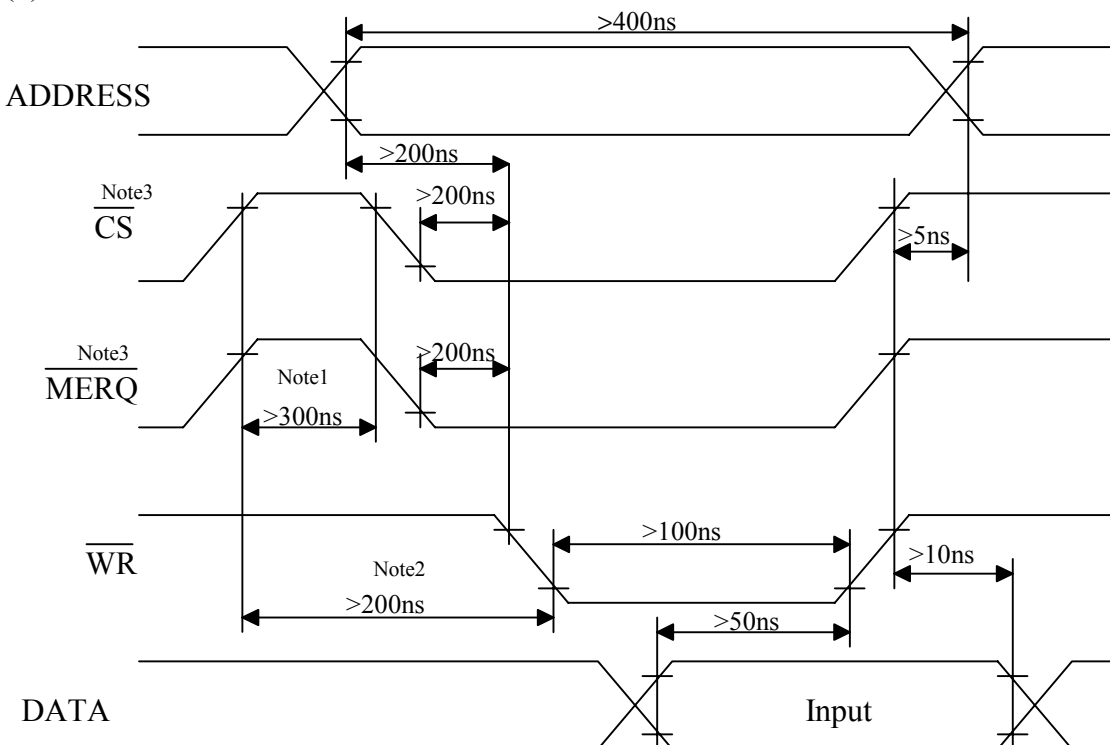 >400ns
ADDRESS
>200ns
Note3
CS
>200ns
>5ns
Note3
MERQ
>200ns
Note1
>300ns
WR
>100ns
>10ns
Note2
>200ns
>50ns
DATA
Input